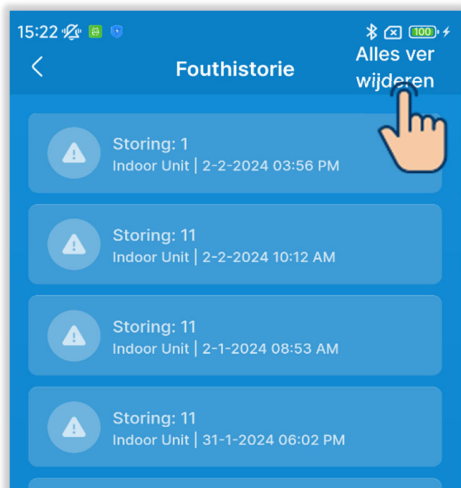 15:22
100
Fouthistorie
Alles ver
wijderen
Storing: 1
Indoor Unit | 2-2-2024 03:56 PM
Storing: 11
Indoor Unit | 2-2-2024 10:12 AM
Storing: 11
Indoor Unit | 2-1-2024 08:53 AM
Storing: 11
Indoor Unit | 31-1-2024 06:02 PM